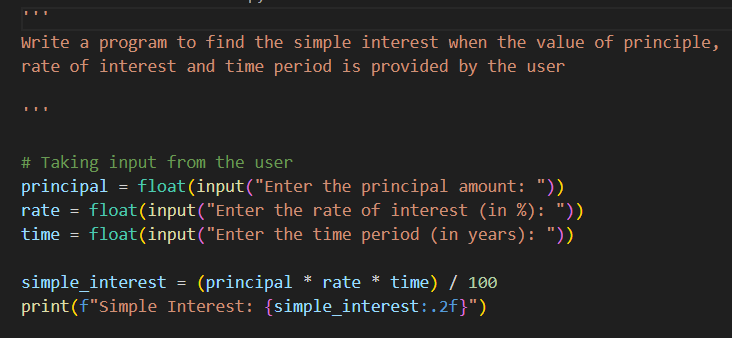 '''
Write a program to find the simple interest when the value of principle,
rate of interest and time period is provided by the user
'''
# Taking input from the user
principal = float(input("Enter the principal amount: "))
rate = float(input("Enter the rate of interest (in %): "))
time = float(input("Enter the time period (in years): "))
simple_interest = (principal * rate * time) / 100
print(f"Simple Interest: {simple_interest:.2f}")